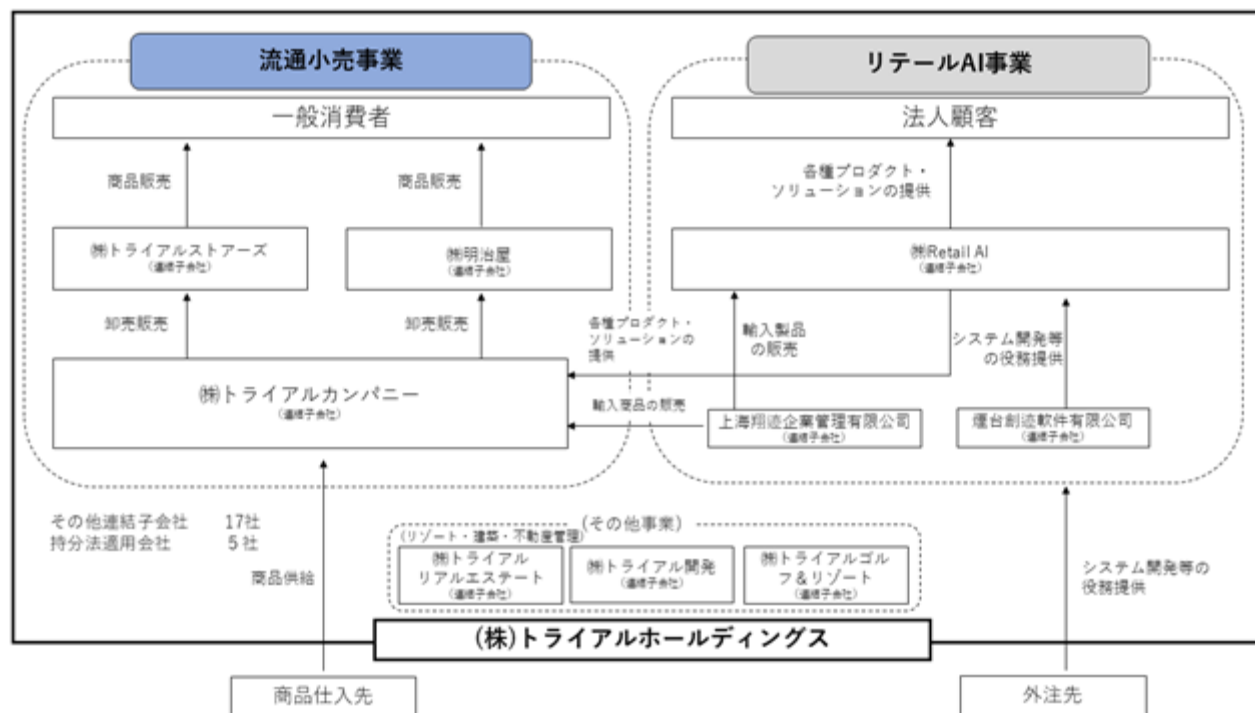 流通小売事業
リテールAI事業
一般消費者
法人顧客
商品販売
商品販売
各種プロダクト・
ソリューションの提供
㈱トライアルストアーズ
(連結子会社)
㈱明治屋
(連結子会社)
㈱Retail AI
(連結子会社)
卸売販売
卸売販売
各種プロダクト・
ソリューションの
提供
輸入製品
の販売
システム開発等
の役務提供
㈱トライアルカンパニー
(連結子会社)
輸入商品の販売
上海翔迹企業管理有限公司
(連結子会社)
煙台創迹軟件有限公司
(連結子会社)
その他連結子会社 17社
持分法適用会社 5社
商品供給
(その他事業)
(リゾート・建築・不動産管理)
㈱トライアル
リアルエステート
(連結子会社)
㈱トライアル開発
(連結子会社)
㈱トライアルゴル
フ&リゾート
(連結子会社)
システム開発等の
役務提供
(株)トライアルホールディングス
商品仕入先
外注先